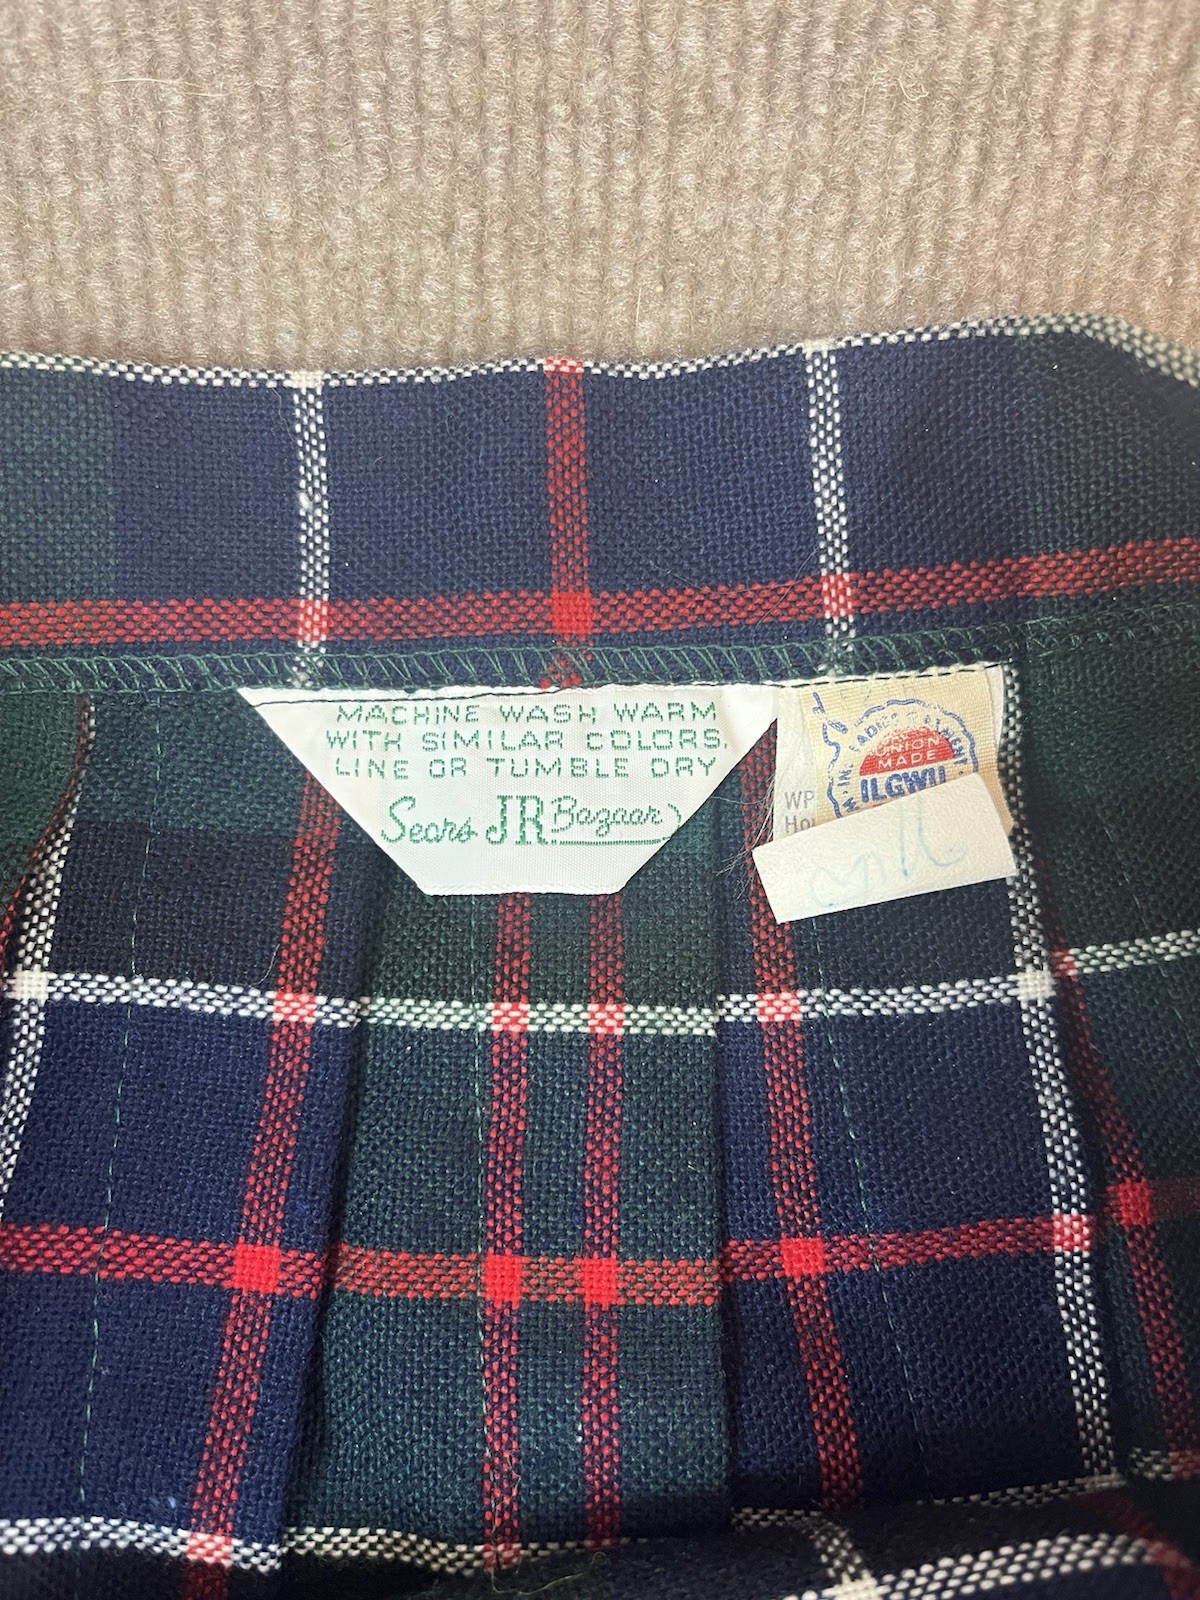 MACHINE WASH WARM
WITH SIMILAR COLORS,
LINE OR TUMBLE DRY
Sears JR Bazaar
UNION
MADE
ILGWU
WP